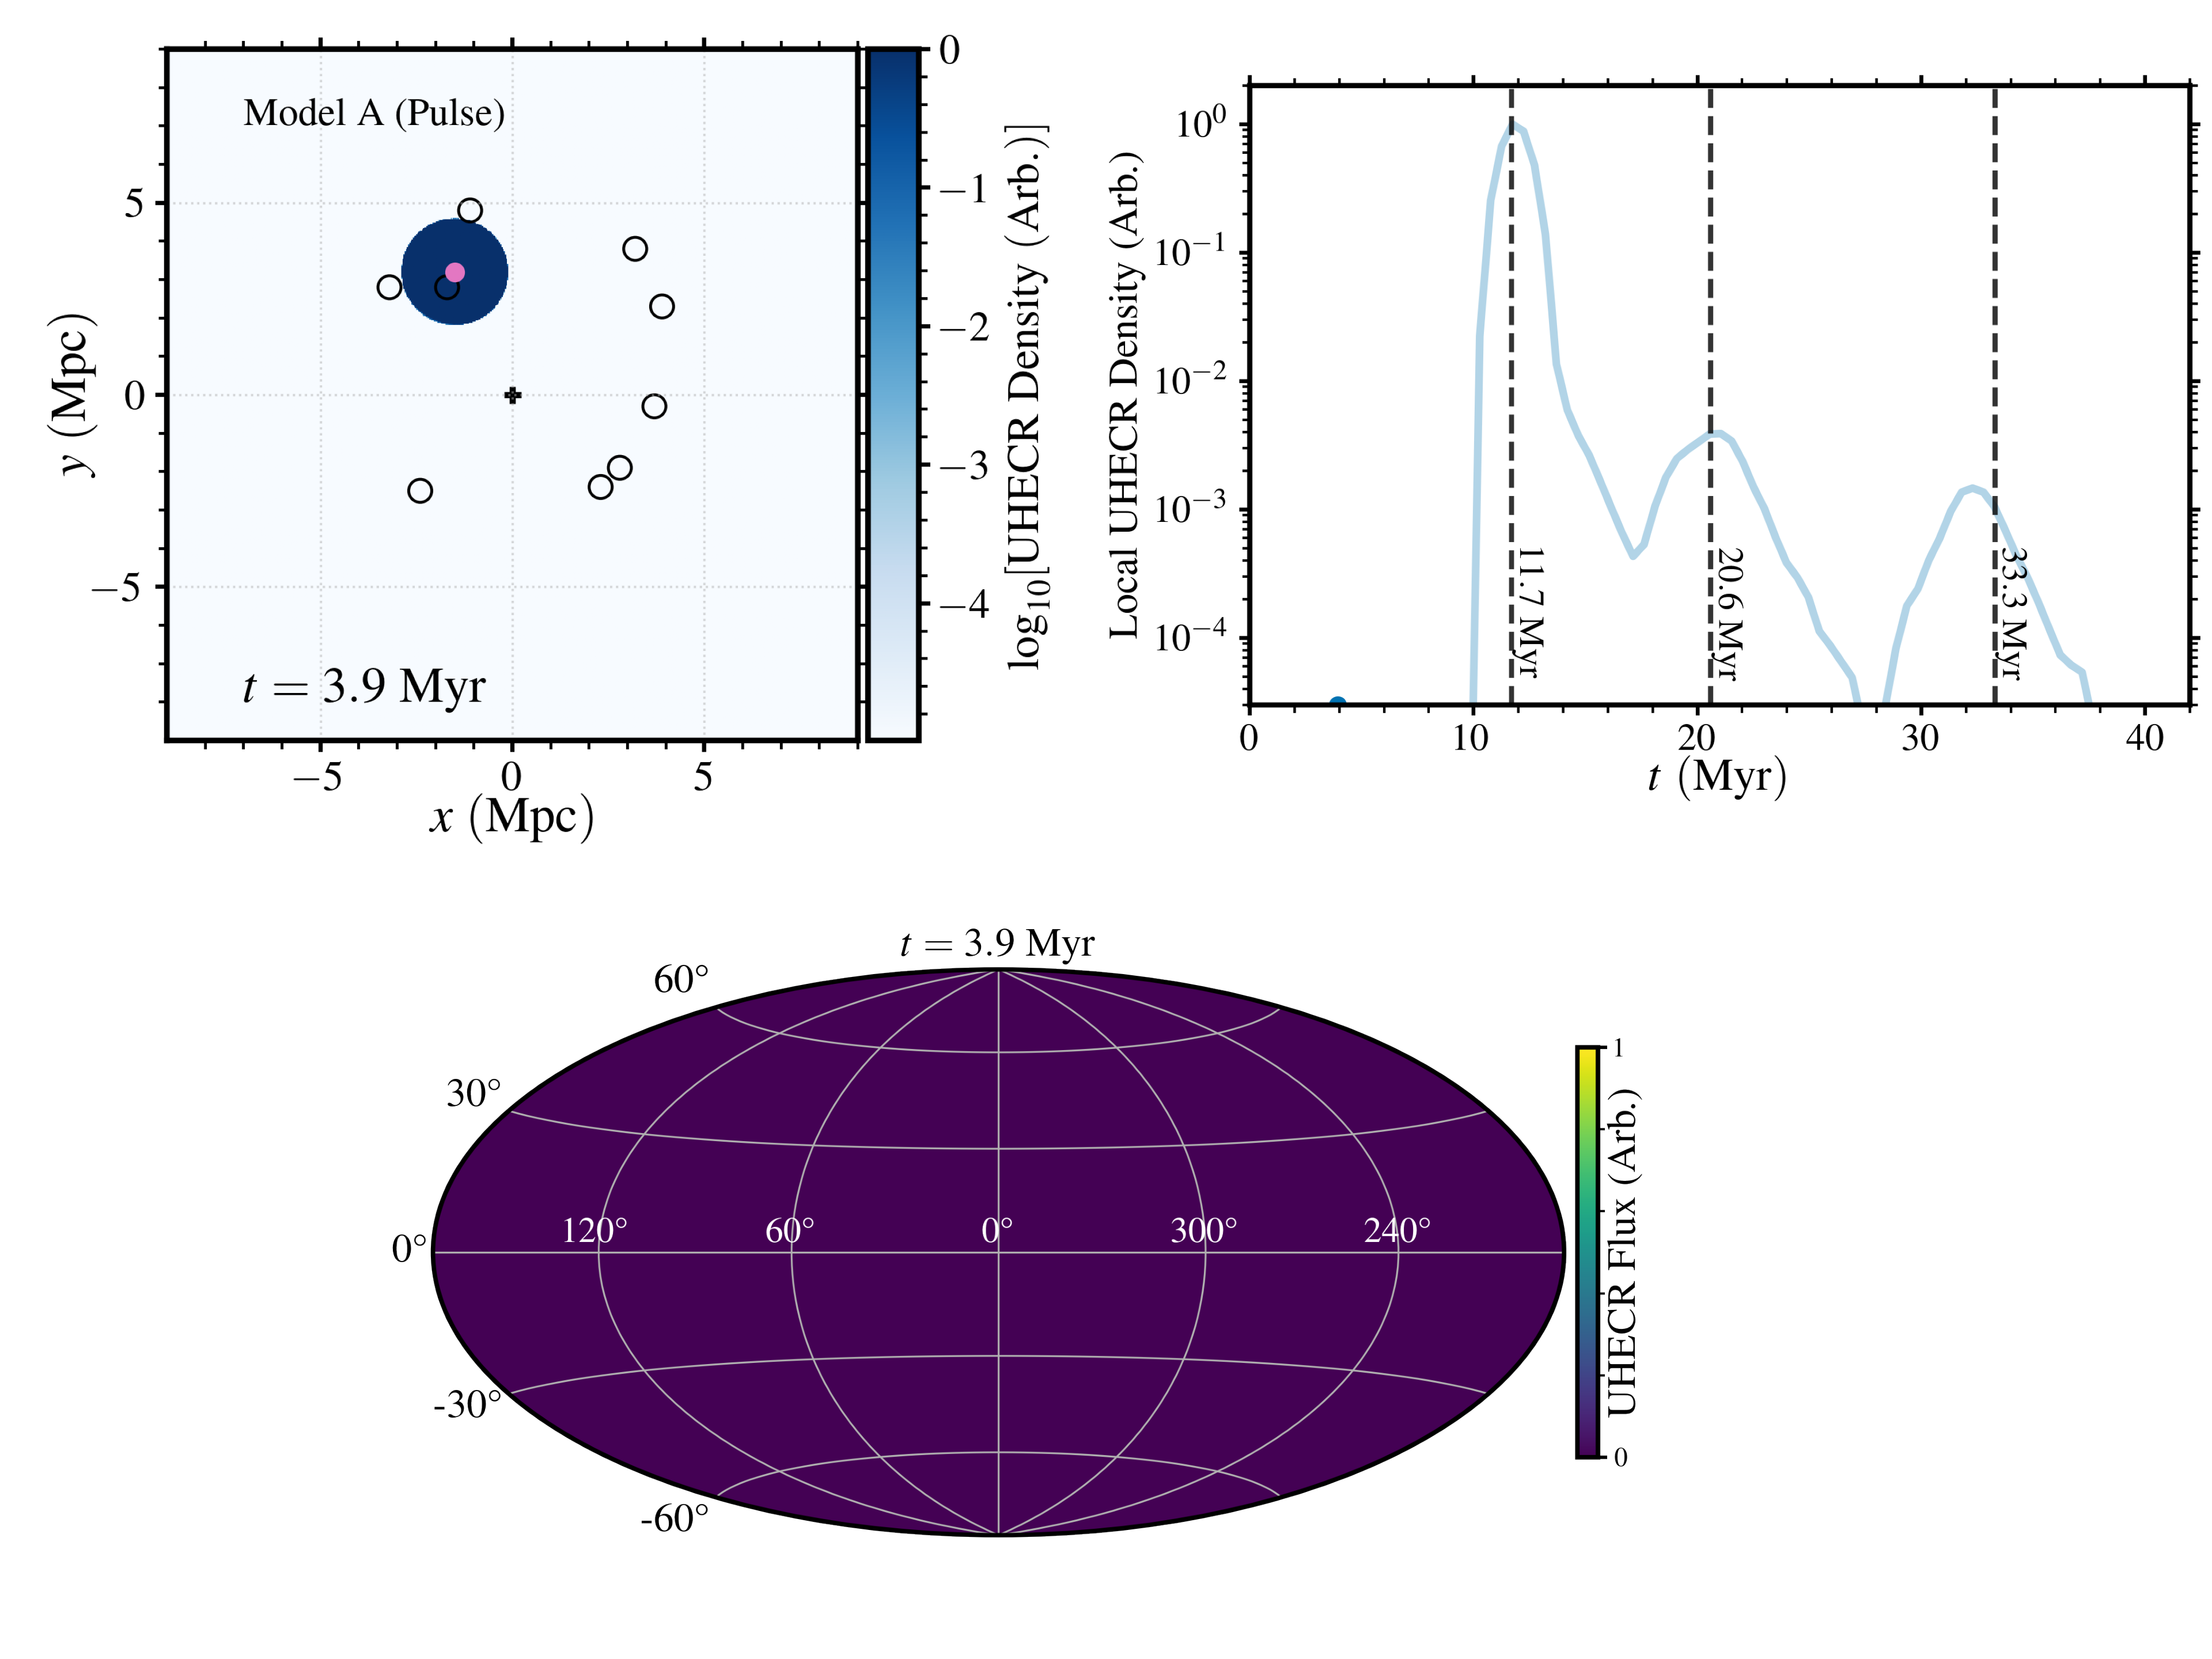 Model A (Pulse)
t = 3.9 Myr
5
0
−5
y (Mpc)
−5
0
5
x (Mpc)
0
−1
−2
−3
−4
log10[UHECR Density (Arb.)]
10^0
10^−1
10^−2
10^−3
10^−4
Local UHECR Density (Arb.)
11.7 Myr
20.6 Myr
33.3 Myr
0
10
20
30
40
t (Myr)
t = 3.9 Myr
60°
30°
0°
-30°
-60°
120°
60°
0°
300°
240°
1
0
UHECR Flux (Arb.)